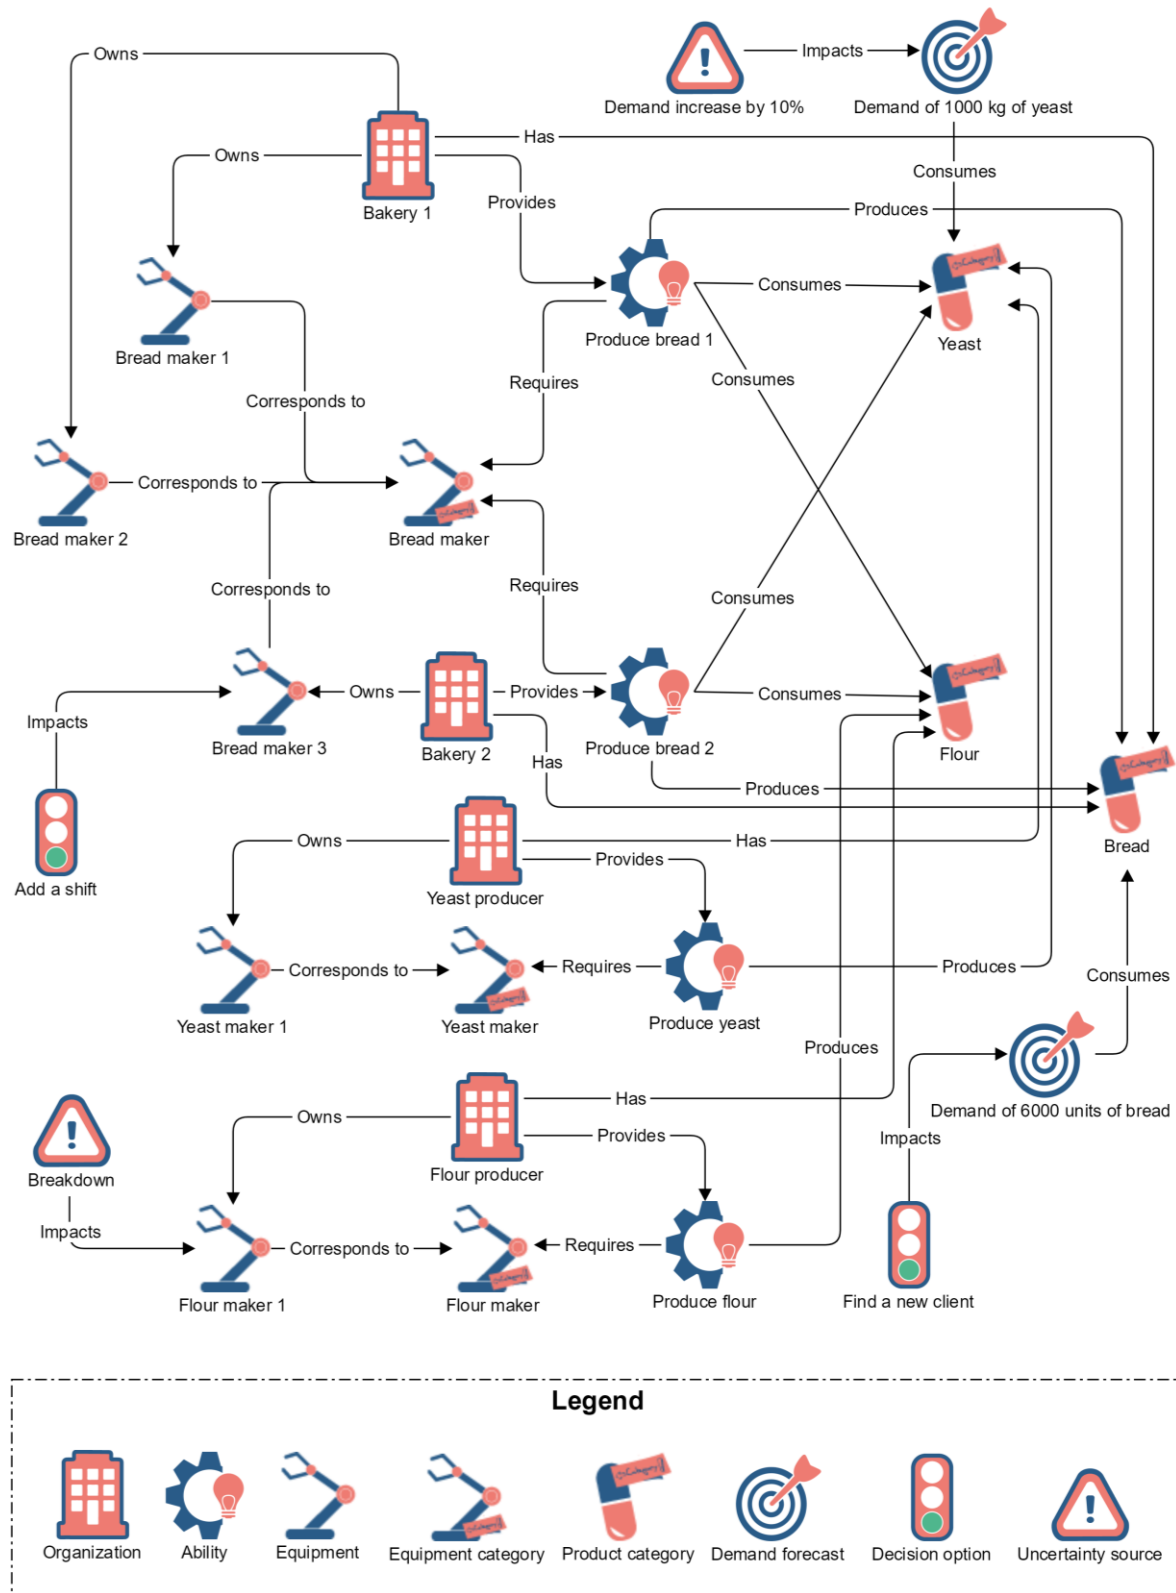 Owns
Impacts
Demand increase by 10%
Demand of 1000 kg of yeast
Has
Owns
Consumes
Provides
Bakery 1
Produces
Consumes
Produce bread 1
Yeast
Bread maker 1
Requires
Consumes
Corresponds to
Corresponds to
Bread maker 2
Bread maker
Corresponds to
Requires
Consumes
Owns
Provides
Consumes
Impacts
Bread maker 3
Bakery 2
Produce bread 2
Flour
Has
Produces
Owns
Has
Bread
Provides
Add a shift
Yeast producer
Corresponds to
Requires
Produces
Consumes
Yeast maker 1
Yeast maker
Produce yeast
Produces
Has
Demand of 6000 units of bread
Owns
Provides
Impacts
Breakdown
Flour producer
Impacts
Corresponds to
Requires
Flour maker 1
Flour maker
Produce flour
Find a new client
Legend
Organization
Ability
Equipment
Equipment category
Product category
Demand forecast
Decision option
Uncertainty source